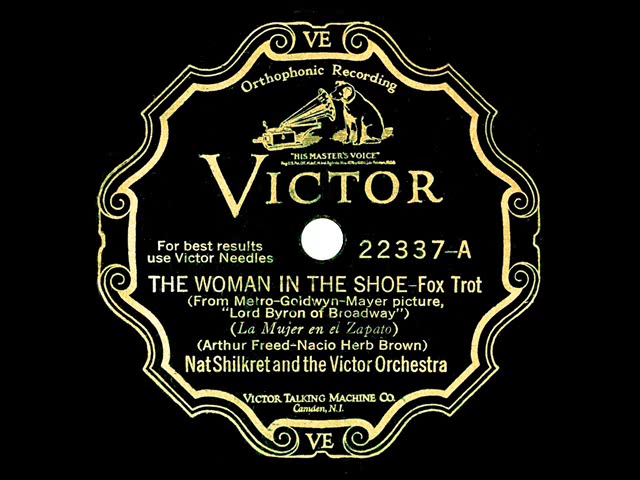 VE
Orthophonic Recording
"HIS MASTER'S VOICE"
VICTOR
For best results
use Victor Needles
22337-A
THE WOMAN IN THE SHOE-Fox Trot
(From Metro-Goldwyn-Mayer picture,
"Lord Byron of Broadway")
(La Mujer en el Zapato)
(Arthur Freed-Nacio Herb Brown)
Nat Shilkret and the Victor Orchestra
VICTOR TALKING MACHINE CO.
Camden, N.J.
VE